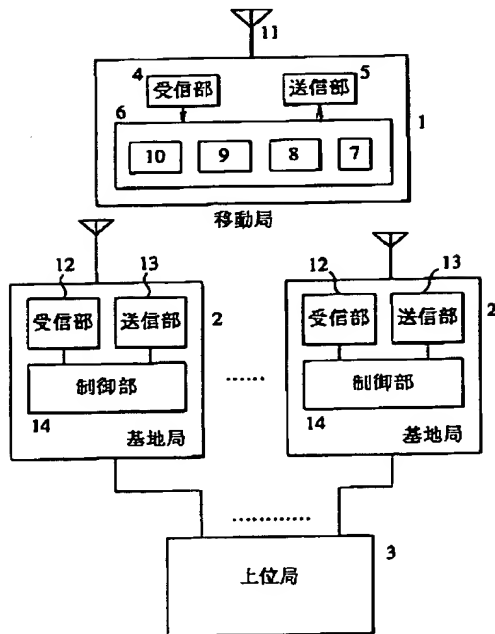 11
4 受信部 送信部 5
6 1
10 9 8 7
移動局
12 13 12 13
受信部 送信部 2 受信部 送信部 2
制御部 制御部
14 14
基地局 基地局
上位局 3